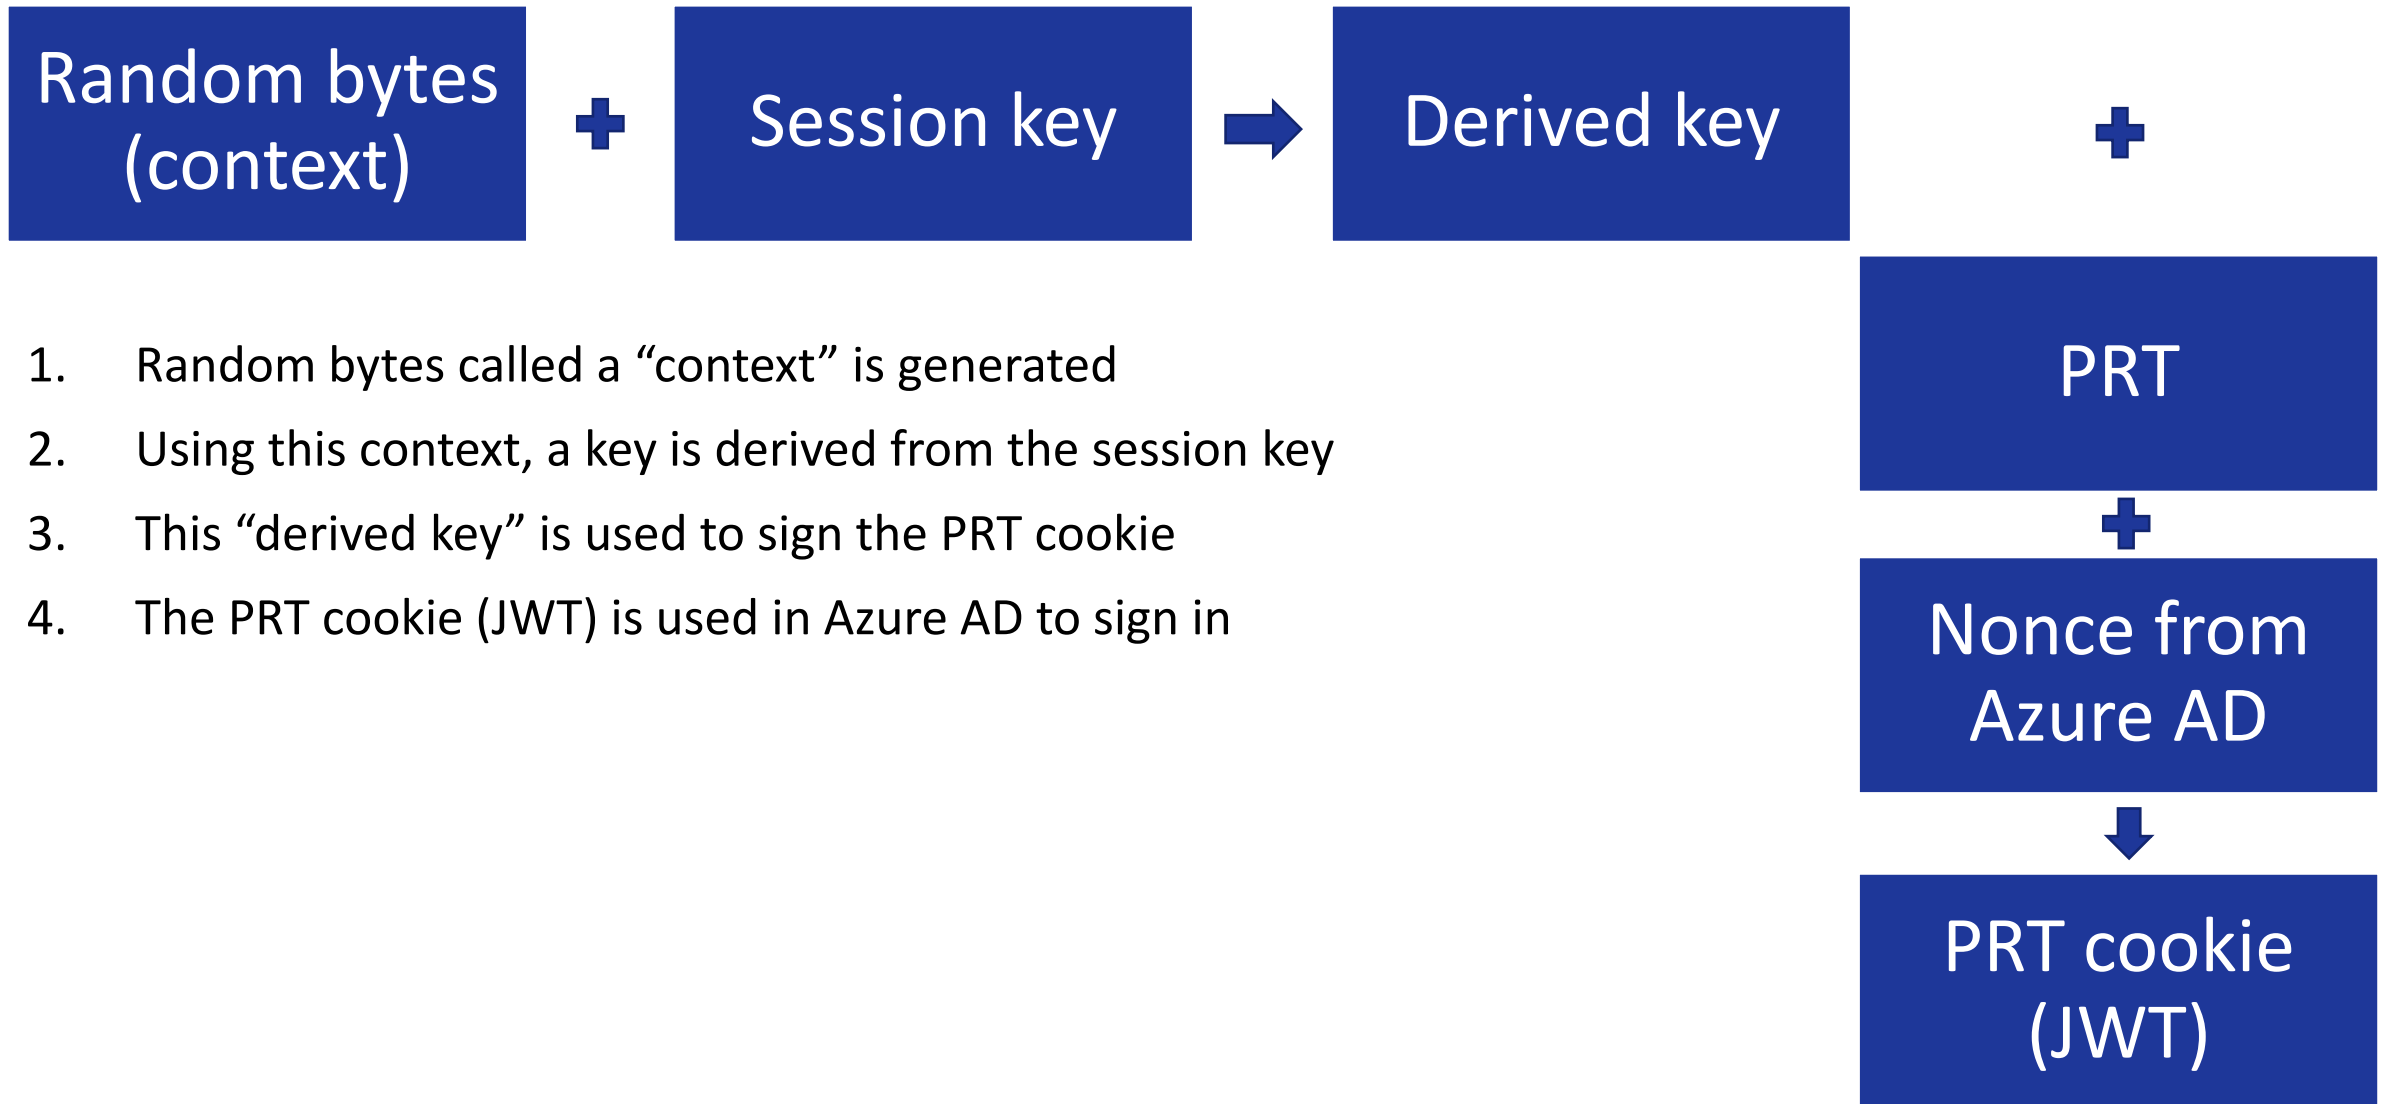 Random bytes
(context)
Session key
Derived key
1. Random bytes called a “context” is generated
2. Using this context, a key is derived from the session key
3. This “derived key” is used to sign the PRT cookie
4. The PRT cookie (JWT) is used in Azure AD to sign in
PRT
Nonce from
Azure AD
PRT cookie
(JWT)